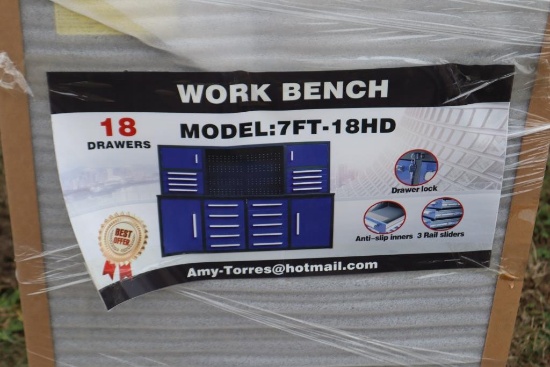 WORK BENCH
18
DRAWERS
MODEL:7FT-18HD
Drawer lock
BEST
OFFER
Anti-slip inners
3 Rail sliders
Amy-Torres@hotmail.com